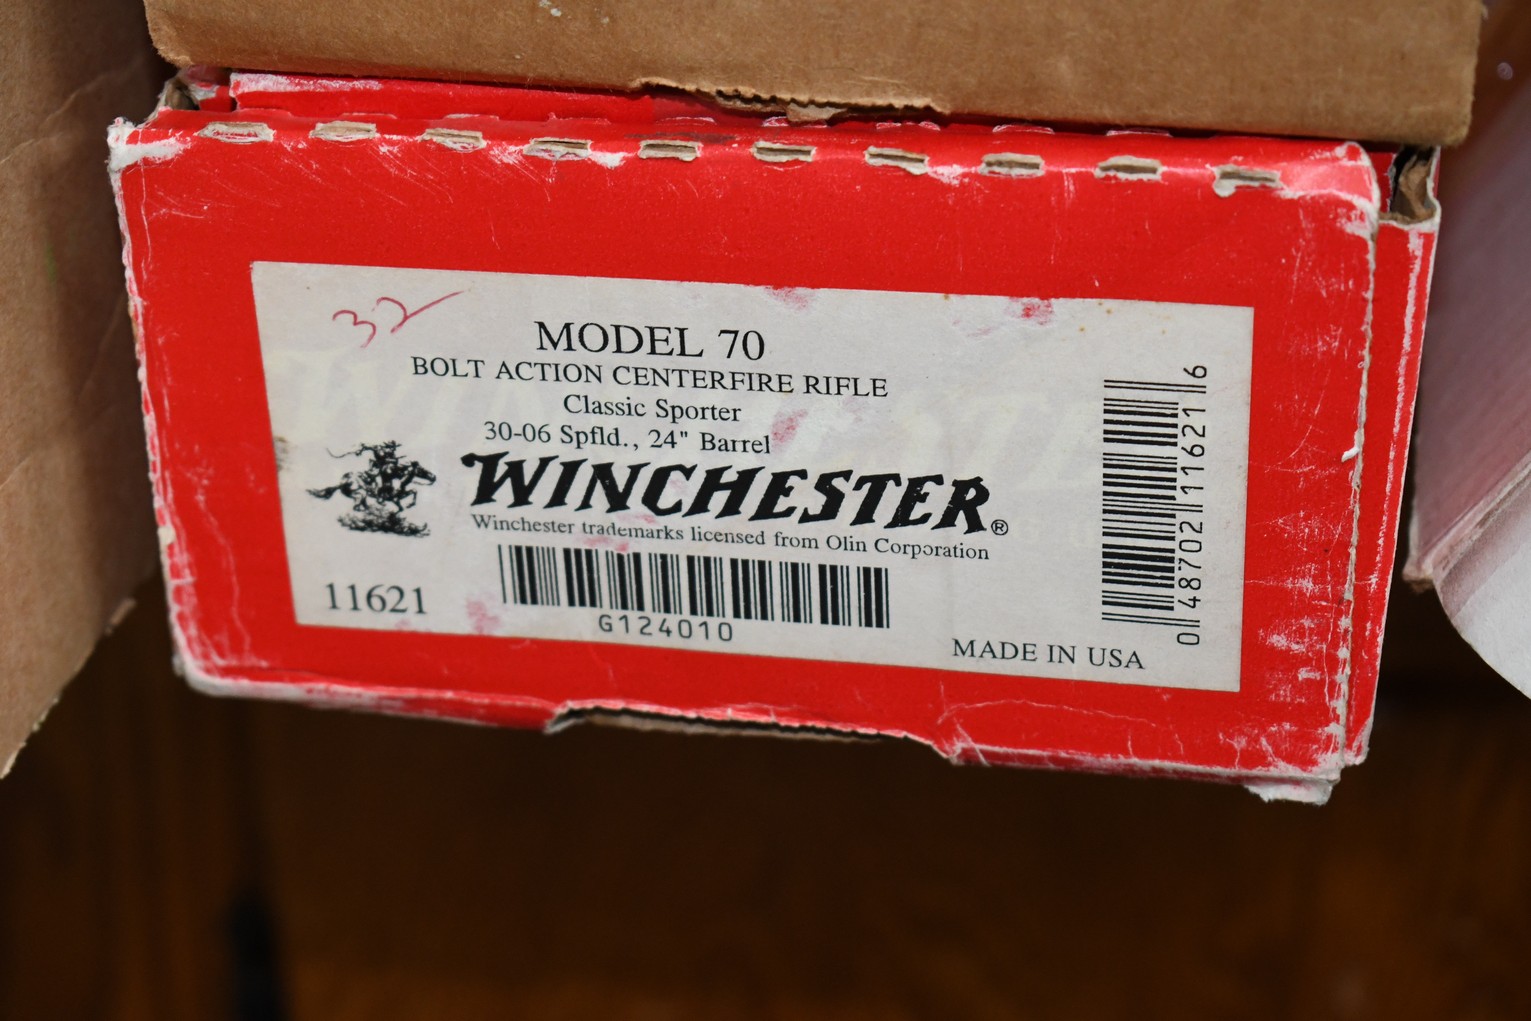 32
MODEL 70
BOLT ACTION CENTERFIRE RIFLE
Classic Sporter
30-06 Spfld., 24" Barrel
WINCHESTER®
Winchester trademarks licensed from Olin Corporation
11621
G124010
MADE IN USA
0 48702 11621 6